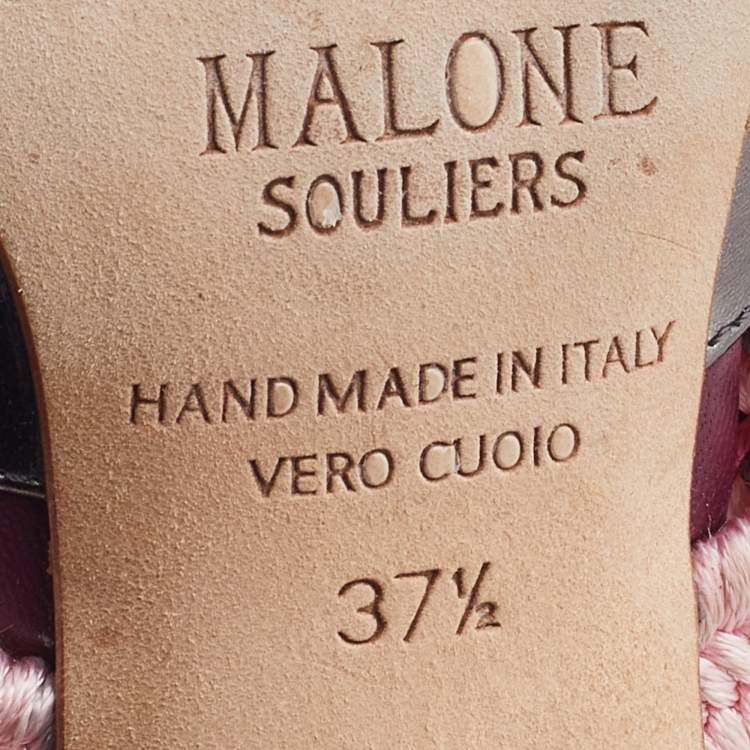 MALONE
SOULIERS
HAND MADE IN ITALY
VERO CUOIO
37½